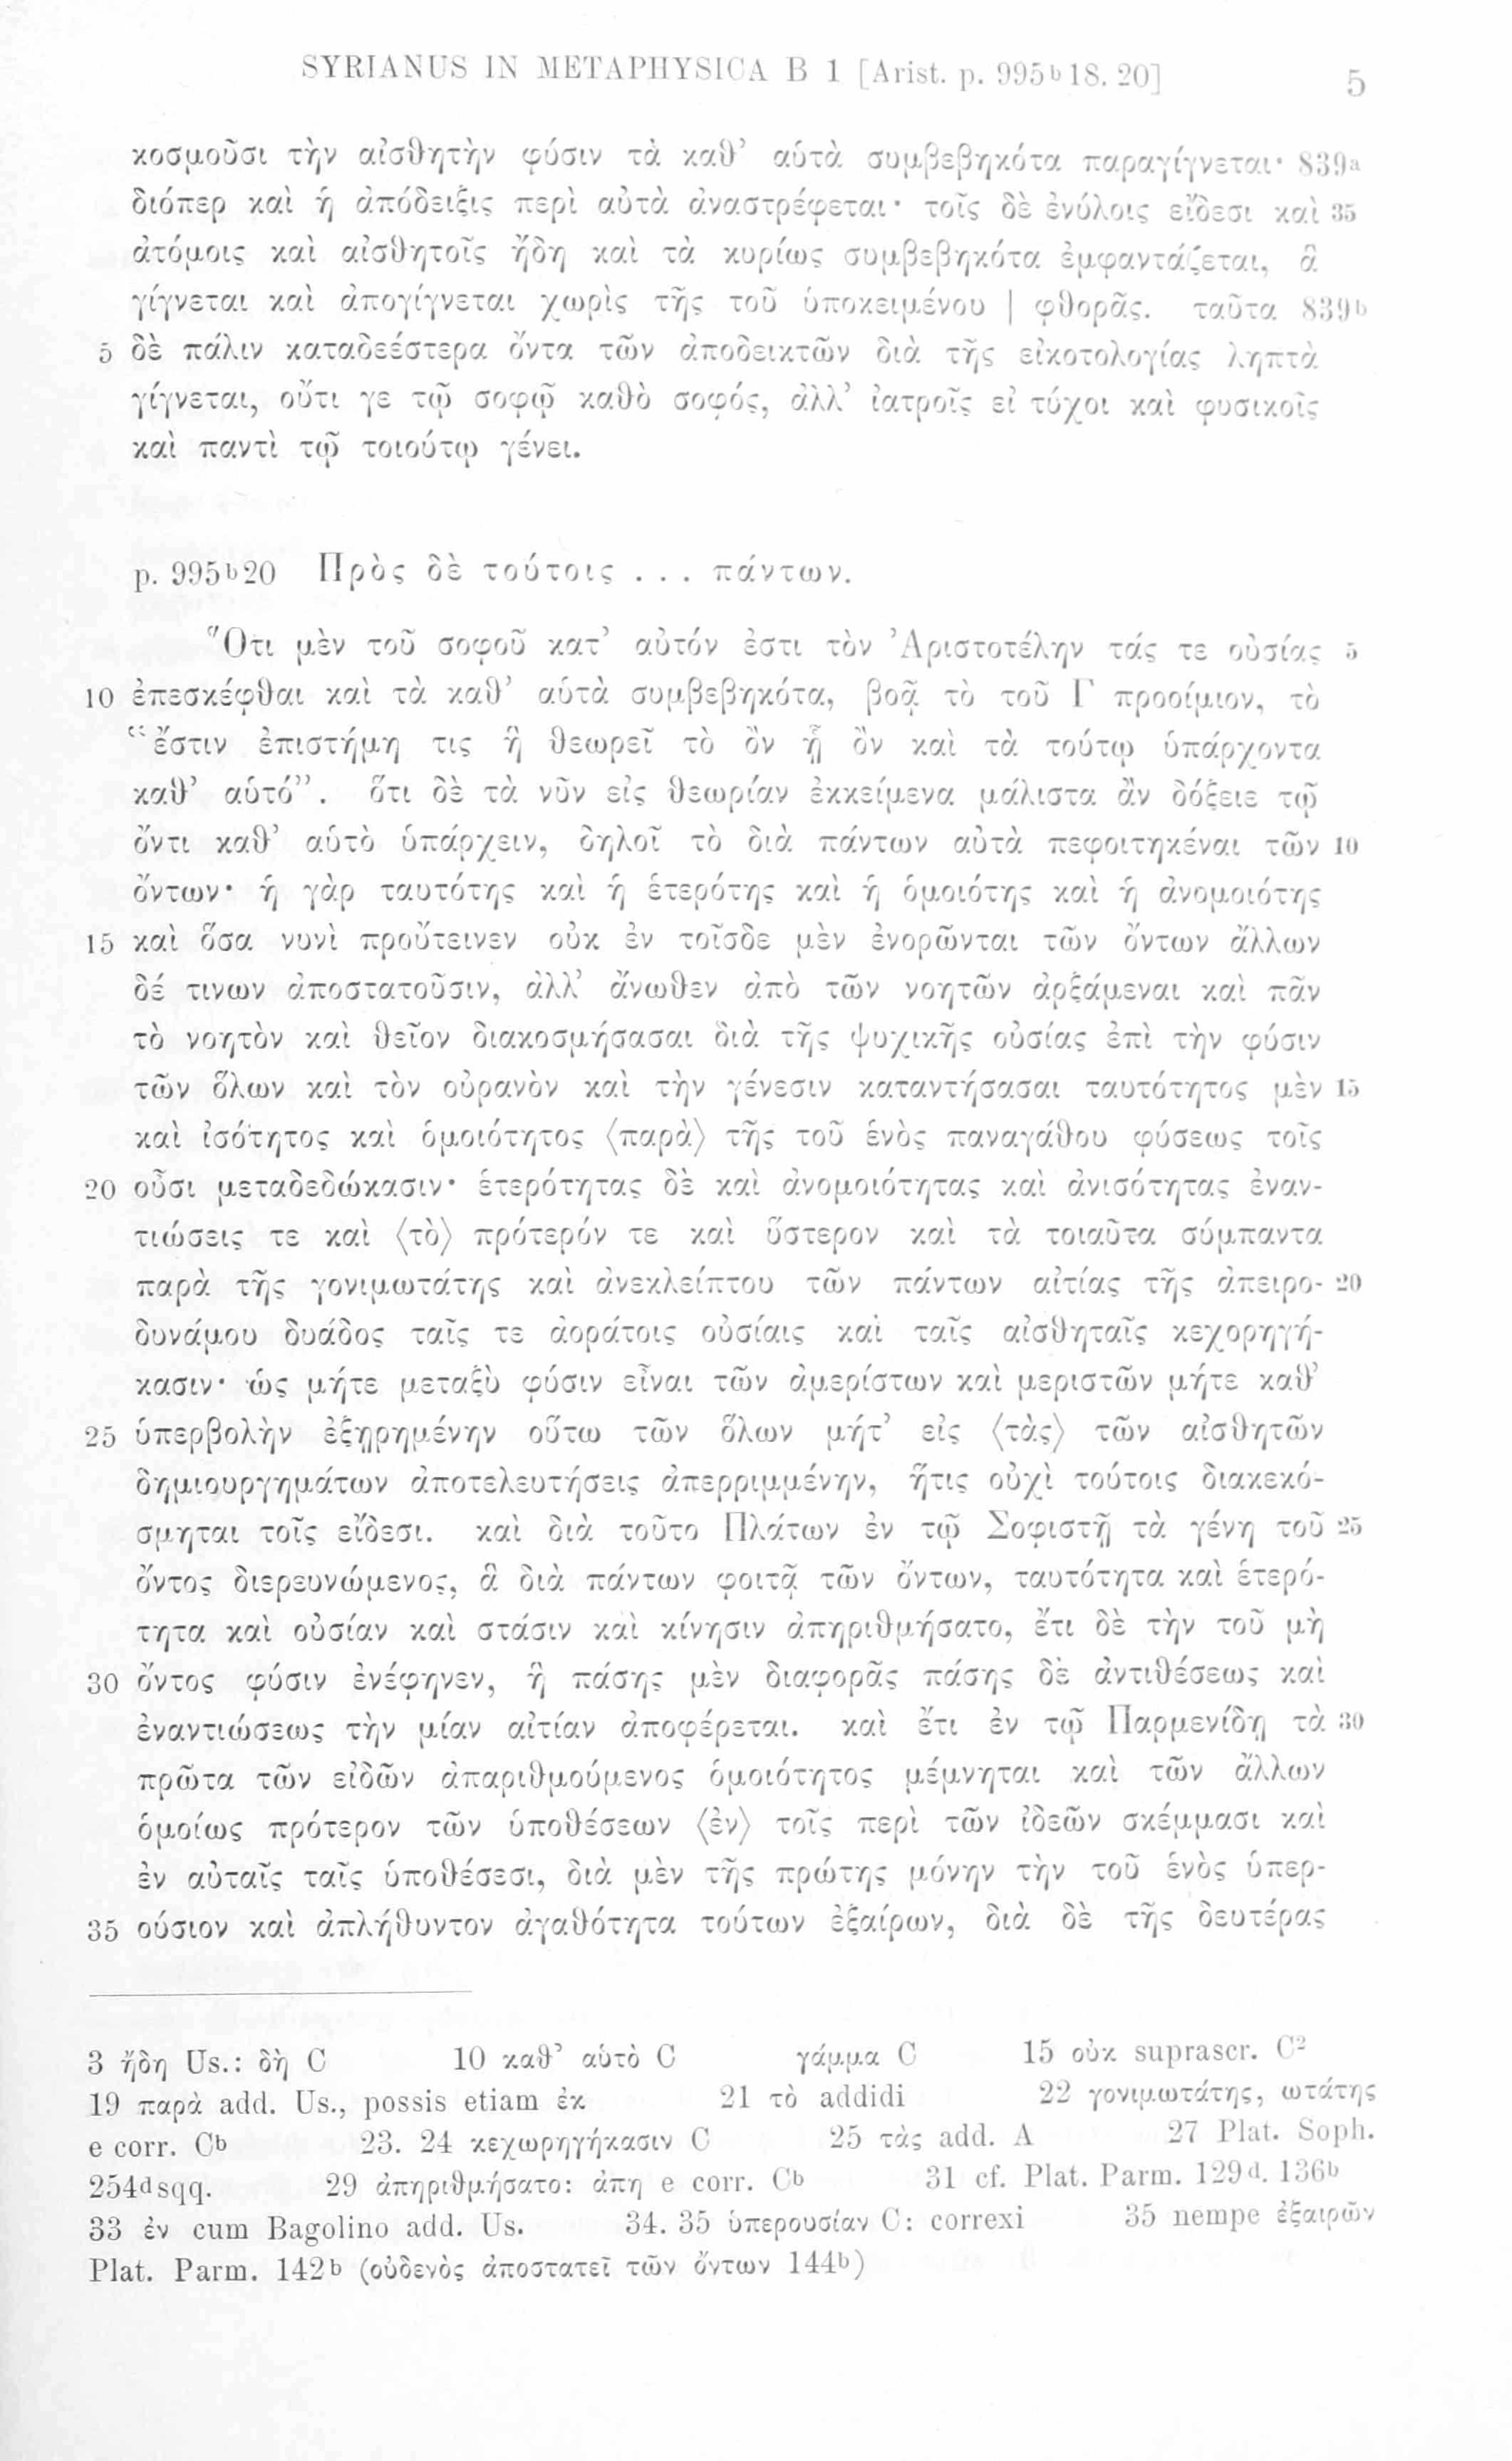 SYRIANUS IN METAPHYSICA B 1 [Arist. p. 995ᵇ18. 20] 5
κοσμοῦσι τὴν αἰσθητὴν φύσιν τὰ καθ’ αὑτὰ συμβεβηκότα παραγίγνεται· 839ᵃ
διόπερ καὶ ἡ ἀπόδειξις περὶ αὐτὰ ἀναστρέφεται· τοῖς δὲ ἐνύλοις εἴδεσι καὶ 35
ἀτόμοις καὶ αἰσθητοῖς ἤδη καὶ τὰ κυρίως συμβεβηκότα ἐμφαντάζεται, ἃ
γίγνεται καὶ ἀπογίγνεται χωρὶς τῆς τοῦ ὑποκειμένου | φθορᾶς. ταῦτα 839ᵇ
5 δὲ πάλιν καταδεέστερα ὄντα τῶν ἀποδεικτῶν διὰ τῆς εἰκοτολογίας ληπτὰ
γίγνεται, οὔτι γε τῷ σοφῷ καθὸ σοφός, ἀλλ’ ἰατροῖς εἰ τύχοι καὶ φυσικοῖς
καὶ παντὶ τῷ τοιούτῳ γένει.
p. 995ᵇ20 Πρὸς δὲ τούτοις . . . πάντων.
Ὅτι μὲν τοῦ σοφοῦ κατ’ αὐτόν ἐστι τὸν Ἀριστοτέλην τάς τε οὐσίας 5
10 ἐπεσκέφθαι καὶ τὰ καθ’ αὑτὰ συμβεβηκότα, βοᾷ τὸ τοῦ Γ προοίμιον, τὸ
“ἔστιν ἐπιστήμη τις ἣ θεωρεῖ τὸ ὂν ᾗ ὂν καὶ τὰ τούτῳ ὑπάρχοντα
καθ’ αὑτό”. ὅτι δὲ τὰ νῦν εἰς θεωρίαν ἐκκείμενα μάλιστα ἂν δόξειε τῷ
ὄντι καθ’ αὑτὸ ὑπάρχειν, δηλοῖ τὸ διὰ πάντων αὐτὰ πεφοιτηκέναι τῶν 10
ὄντων· ἡ γὰρ ταυτότης καὶ ἡ ἑτερότης καὶ ἡ ὁμοιότης καὶ ἡ ἀνομοιότης
15 καὶ ὅσα νυνὶ προὔτεινεν οὐκ ἐν τοῖσδε μὲν ἐνορῶνται τῶν ὄντων ἄλλων
δέ τινων ἀποστατοῦσιν, ἀλλ’ ἄνωθεν ἀπὸ τῶν νοητῶν ἀρξάμεναι καὶ πᾶν
τὸ νοητὸν καὶ θεῖον διακοσμήσασαι διὰ τῆς ψυχικῆς οὐσίας ἐπὶ τὴν φύσιν
τῶν ὅλων καὶ τὸν οὐρανὸν καὶ τὴν γένεσιν καταντήσασαι ταυτότητος μὲν 15
καὶ ἰσότητος καὶ ὁμοιότητος ⟨παρὰ⟩ τῆς τοῦ ἑνὸς παναγάθου φύσεως τοῖς
20 οὖσι μεταδεδώκασιν· ἑτερότητας δὲ καὶ ἀνομοιότητας καὶ ἀνισότητας ἐναν-
τιώσεις τε καὶ ⟨τὸ⟩ πρότερόν τε καὶ ὕστερον καὶ τὰ τοιαῦτα σύμπαντα
παρὰ τῆς γονιμωτάτης καὶ ἀνεκλείπτου τῶν πάντων αἰτίας τῆς ἀπειρο- 20
δυνάμου δυάδος ταῖς τε ἀοράτοις οὐσίαις καὶ ταῖς αἰσθηταῖς κεχορηγή-
κασιν· ὡς μήτε μεταξὺ φύσιν εἶναι τῶν ἀμερίστων καὶ μεριστῶν μήτε καθ’
25 ὑπερβολὴν ἐξῃρημένην οὕτω τῶν ὅλων μήτ’ εἰς ⟨τὰς⟩ τῶν αἰσθητῶν
δημιουργημάτων ἀποτελευτήσεις ἀπερριμμένην, ἥτις οὐχὶ τούτοις διακεκό-
σμηται τοῖς εἴδεσι. καὶ διὰ τοῦτο Πλάτων ἐν τῷ Σοφιστῇ τὰ γένη τοῦ 25
ὄντος διερευνώμενος, ἃ διὰ πάντων φοιτᾷ τῶν ὄντων, ταυτότητα καὶ ἑτερό-
τητα καὶ οὐσίαν καὶ στάσιν καὶ κίνησιν ἀπηριθμήσατο, ἔτι δὲ τὴν τοῦ μὴ
30 ὄντος φύσιν ἐνέφηνεν, ἣ πάσης μὲν διαφορᾶς πάσης δὲ ἀντιθέσεως καὶ
ἐναντιώσεως τὴν μίαν αἰτίαν ἀποφέρεται. καὶ ἔτι ἐν τῷ Παρμενίδῃ τὰ 30
πρῶτα τῶν εἰδῶν ἀπαριθμούμενος ὁμοιότητος μέμνηται καὶ τῶν ἄλλων
ὁμοίως πρότερον τῶν ὑποθέσεων ⟨ἐν⟩ τοῖς περὶ τῶν ἰδεῶν σκέμμασι καὶ
ἐν αὐταῖς ταῖς ὑποθέσεσι, διὰ μὲν τῆς πρώτης μόνην τὴν τοῦ ἑνὸς ὑπερ-
35 ούσιον καὶ ἀπλήθυντον ἀγαθότητα τούτων ἐξαίρων, διὰ δὲ τῆς δευτέρας
3 ἤδη Us.: δὴ C 10 καθ’ αὑτὸ C γάμμα C 15 οὐκ suprascr. C²
19 παρὰ add. Us., possis etiam ἐκ 21 τὸ addidi 22 γονιμωτάτης, ωτάτης
e corr. Cᵇ 23. 24 κεχωρηγήκασιν C 25 τὰς add. A 27 Plat. Soph.
254ᵈsqq. 29 ἀπηριθμήσατο: ἀπη e corr. Cᵇ 31 cf. Plat. Parm. 129ᵈ. 136ᵇ
33 ἐν cum Bagolino add. Us. 34. 35 ὑπερουσίαν C: correxi 35 nempe ἐξαιρῶν
Plat. Parm. 142ᵇ (οὐδενὸς ἀποστατεῖ τῶν ὄντων 144ᵇ)